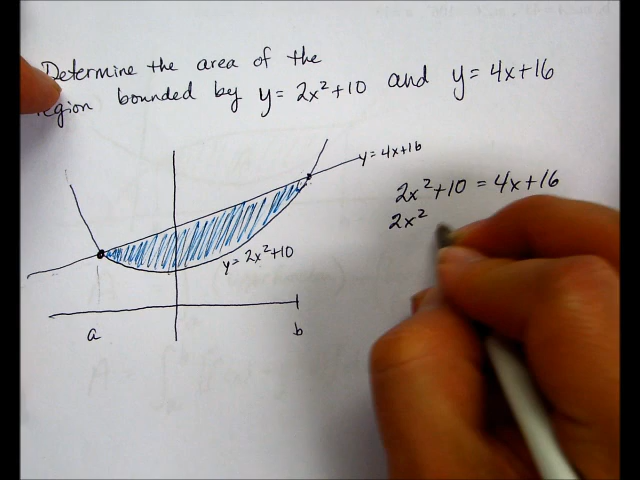 Determine the area of the
region bounded by y = 2x²+10 and y = 4x+16
y = 4x+16
2x²+10 = 4x+16
2x²
y = 2x²+10
a
b